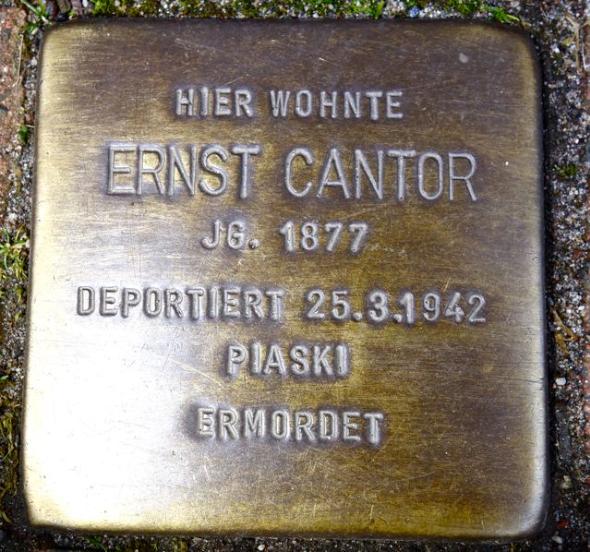 HIER WOHNTE
ERNST CANTOR
JG. 1877
DEPORTIERT 25.3.1942
PIASKI
ERMORDET